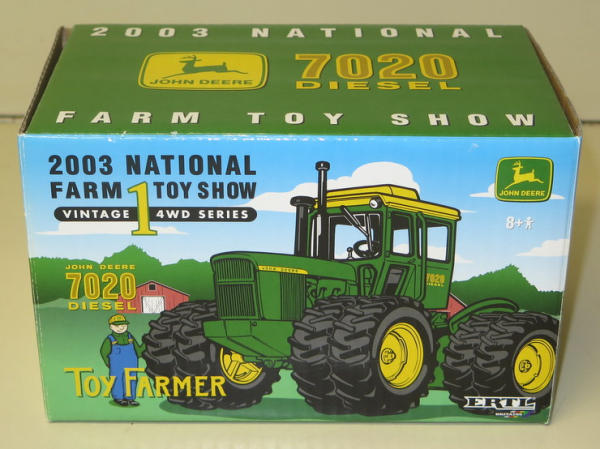 2003 NATIONAL
JOHN DEERE
7020
DIESEL
FARM TOY SHOW
2003 NATIONAL
FARM 1 TOY SHOW
VINTAGE 4WD SERIES
JOHN DEERE
8+
JOHN DEERE
7020
DIESEL
JOHN DEERE
7020
DIESEL
TOY FARMER
ERTL
BRITAINS